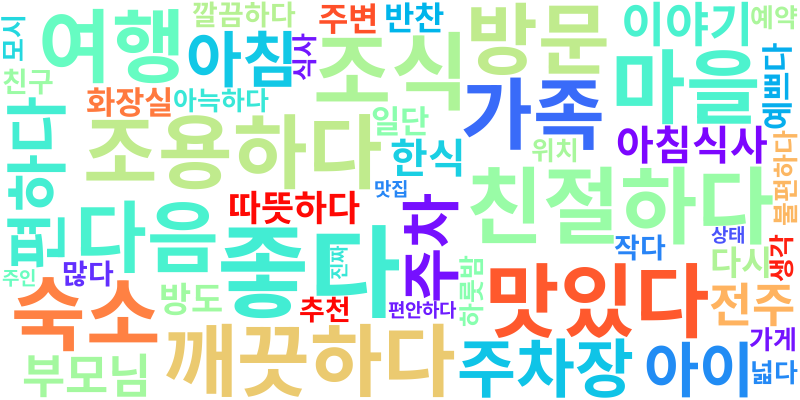 모시
여행
깔끔하다
아침
식사
주변
반찬
조식
방문
이야기
예약
친구
화장실
아늑하다
가족
마을
예쁘다
편하다
조용하다
일단
한식
위치
아침식사
불편하다
맛집
따뜻하다
주차
친절하다
다음
좋다
진짜
작다
상태
다시
생각
주인
많다
방도
추천
편안하다
하룻밤
맛있다
전주
숙소
깨끗하다
주차장
아이
가게
넓다
부모님